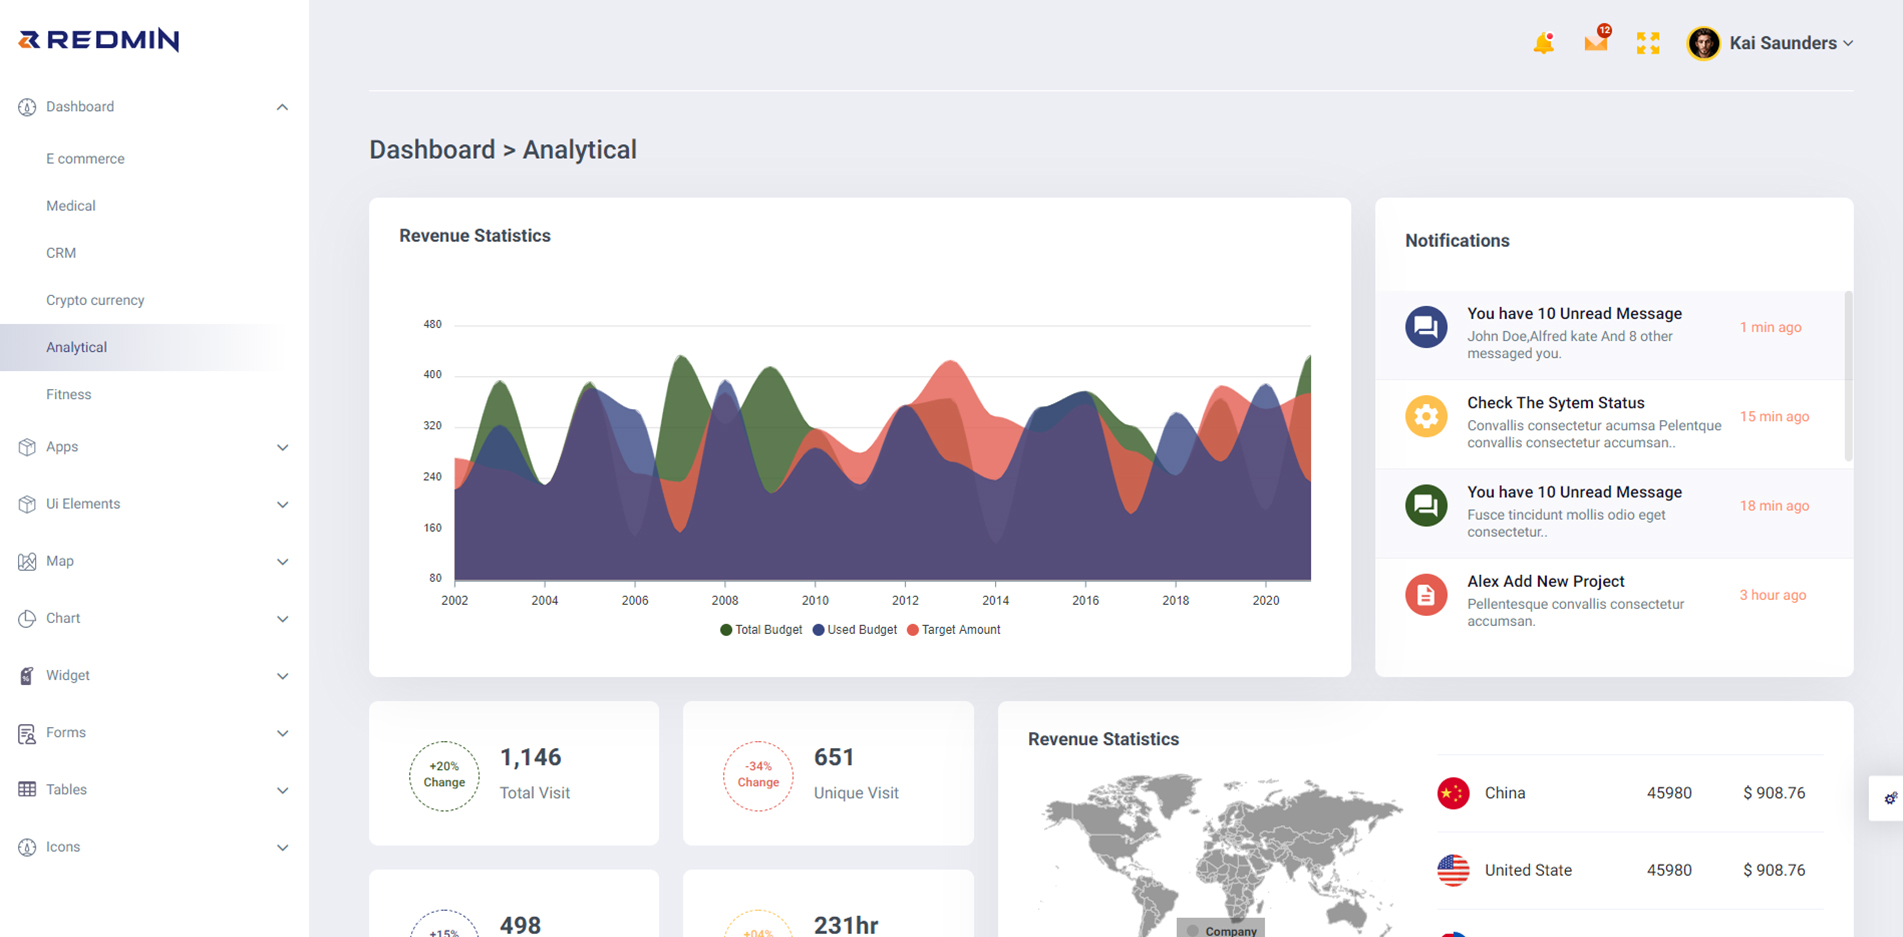 REDMIN
12
Kai Saunders
Dashboard
E commerce
Medical
CRM
Crypto currency
Analytical
Fitness
Apps
Ui Elements
Map
Chart
Widget
Forms
Tables
Icons
Dashboard > Analytical
Revenue Statistics
480
400
320
240
160
80
2002 2004 2006 2008 2010 2012 2014 2016 2018 2020
Total Budget Used Budget Target Amount
Notifications
You have 10 Unread Message
John Doe,Alfred kate And 8 other
messaged you.
1 min ago
Check The Sytem Status
Convallis consectetur acumsa Pelentque
convallis consectetur accumsan..
15 min ago
You have 10 Unread Message
Fusce tincidunt mollis odio eget
consectetur..
18 min ago
Alex Add New Project
Pellentesque convallis consectetur
accumsan.
3 hour ago
+20%
Change
1,146
Total Visit
-34%
Change
651
Unique Visit
+15%
498
+04%
231hr
Revenue Statistics
Company
China 45980 $ 908.76
United State 45980 $ 908.76